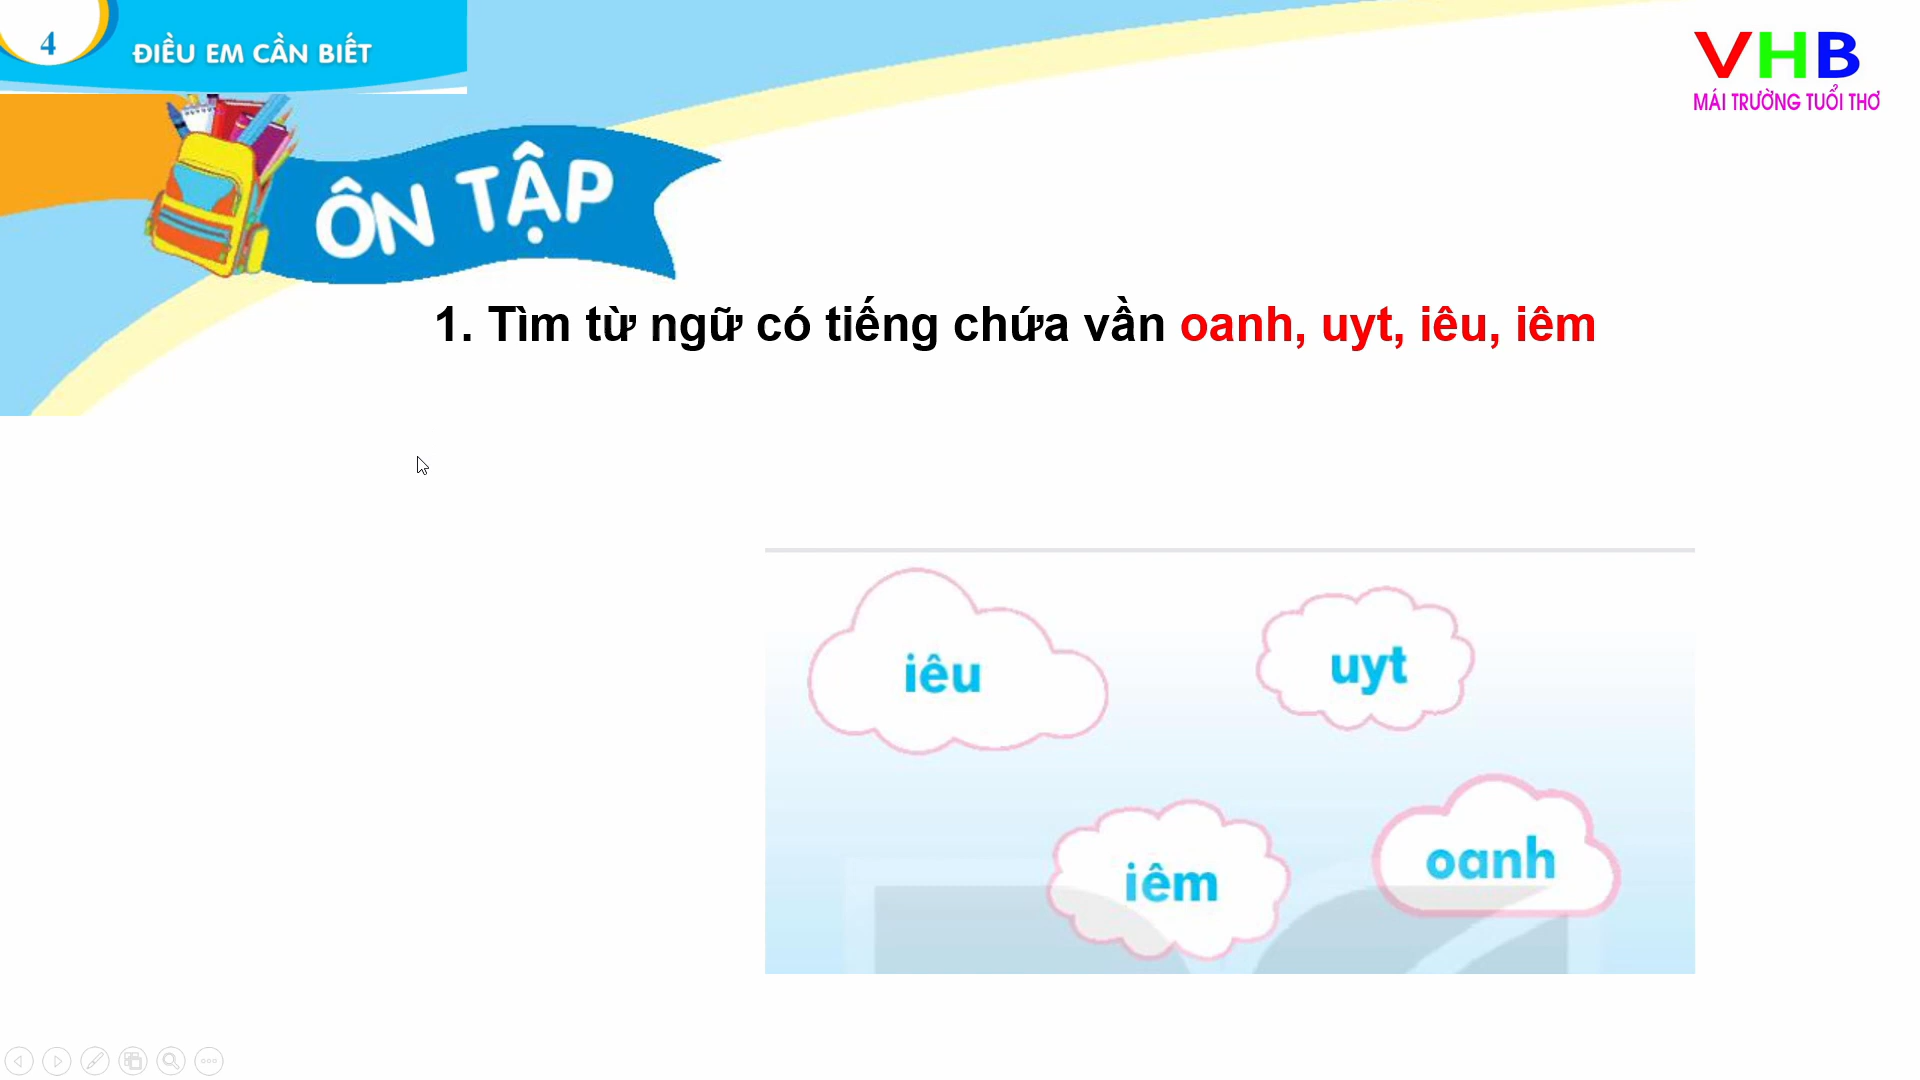 4
ĐIỀU EM CẦN BIẾT
VHB
MÁI TRƯỜNG TUỔI THƠ
ÔN TẬP
1. Tìm từ ngữ có tiếng chứa vần oanh, uyt, iêu, iêm
iêu
uyt
iêm
oanh